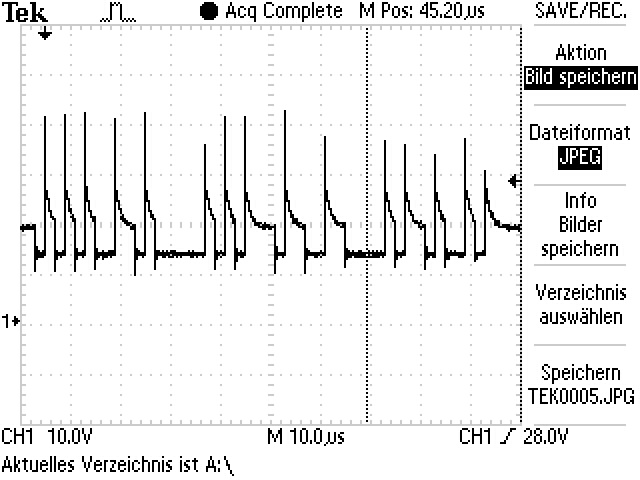 Tek Acq Complete M Pos: 45.20µs SAVE/REC.
Aktion
Bild speichern
Dateiformat
JPEG
Info
Bilder
speichern
Verzeichnis
auswählen
Speichern
TEK0005.JPG
1
CH1 10.0V M 10.0µs CH1 28.0V
Aktuelles Verzeichnis ist A:\